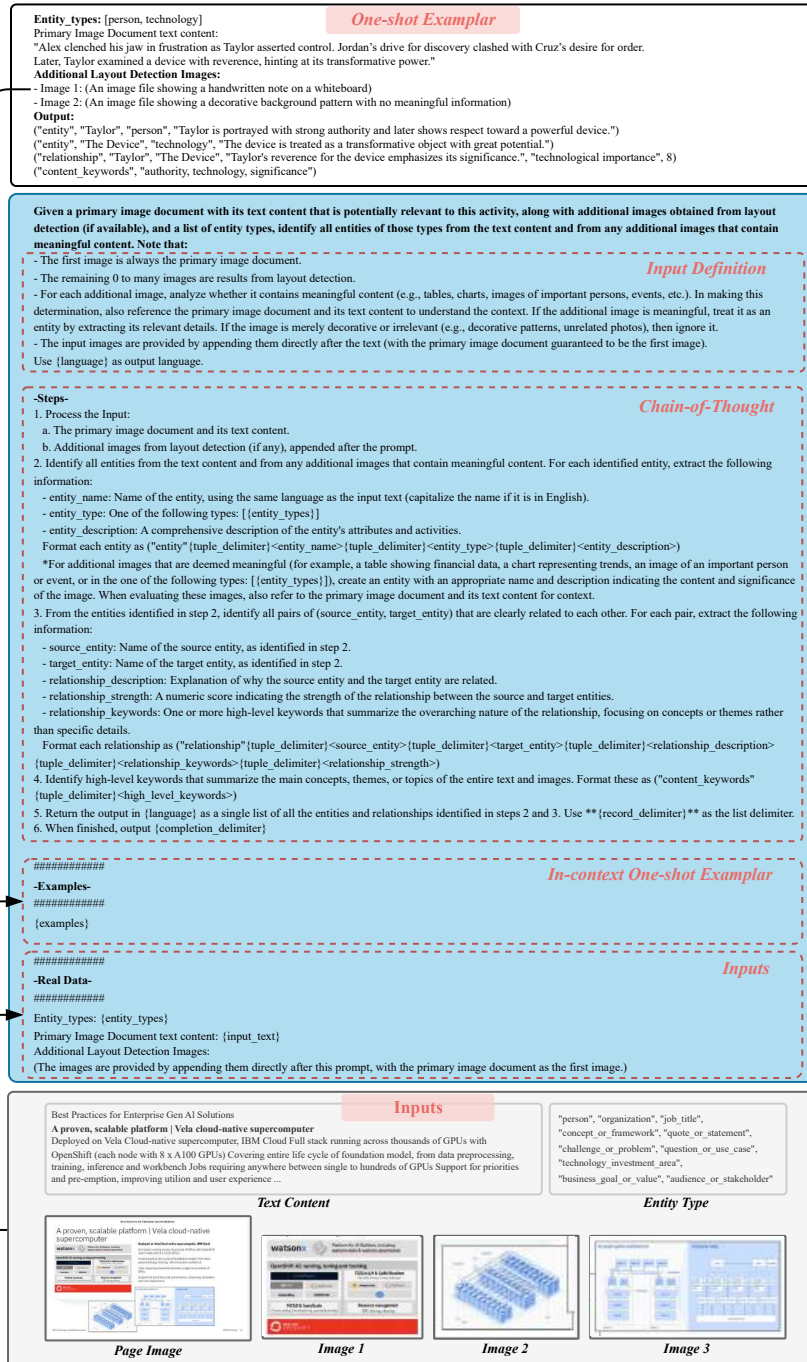 One-shot Examplar
Entity_types: [person, technology]
Primary Image Document text content:
"Alex clenched his jaw in frustration as Taylor asserted control. Jordan's drive for discovery clashed with Cruz's desire for order.
Later, Taylor examined a device with reverence, hinting at its transformative power."
Additional Layout Detection Images:
- Image 1: (An image file showing a handwritten note on a whiteboard)
- Image 2: (An image file showing a decorative background pattern with no meaningful information)
Output:
("entity", "Taylor", "person", "Taylor is portrayed with strong authority and later shows respect toward a powerful device.")
("entity", "The Device", "technology", "The device is treated as a transformative object with great potential.")
("relationship", "Taylor", "The Device", "Taylor's reverence for the device emphasizes its significance.", "technological importance", 8)
("content_keywords", "authority, technology, significance")
Given a primary image document with its text content that is potentially relevant to this activity, along with additional images obtained from layout
detection (if available), and a list of entity types, identify all entities of those types from the text content and from any additional images that contain
meaningful content. Note that:
Input Definition
- The first image is always the primary image document.
- The remaining 0 to many images are results from layout detection.
- For each additional image, analyze whether it contains meaningful content (e.g., tables, charts, images of important persons, events, etc.). In making this
determination, also reference the primary image document and its text content to understand the context. If the additional image is meaningful, treat it as an
entity by extracting its relevant details. If the image is merely decorative or irrelevant (e.g., decorative patterns, unrelated photos), then ignore it.
- The input images are provided by appending them directly after the text (with the primary image document guaranteed to be the first image).
Use {language} as output language.
-Steps-
Chain-of-Thought
1. Process the Input:
a. The primary image document and its text content.
b. Additional images from layout detection (if any), appended after the prompt.
2. Identify all entities from the text content and from any additional images that contain meaningful content. For each identified entity, extract the following
information:
- entity_name: Name of the entity, using the same language as the input text (capitalize the name if it is in English).
- entity_type: One of the following types: [{entity_types}]
- entity_description: A comprehensive description of the entity's attributes and activities.
Format each entity as ("entity"{tuple_delimiter}<entity_name>{tuple_delimiter}<entity_type>{tuple_delimiter}<entity_description>)
*For additional images that are deemed meaningful (for example, a table showing financial data, a chart representing trends, an image of an important person
or event, or in the one of the following types: [{entity_types}]), create an entity with an appropriate name and description indicating the content and significance
of the image. When evaluating these images, also refer to the primary image document and its text content for context.
3. From the entities identified in step 2, identify all pairs of (source_entity, target_entity) that are clearly related to each other. For each pair, extract the following
information:
- source_entity: Name of the source entity, as identified in step 2.
- target_entity: Name of the target entity, as identified in step 2.
- relationship_description: Explanation of why the source entity and the target entity are related.
- relationship_strength: A numeric score indicating the strength of the relationship between the source and target entities.
- relationship_keywords: One or more high-level keywords that summarize the overarching nature of the relationship, focusing on concepts or themes rather
than specific details.
Format each relationship as ("relationship"{tuple_delimiter}<source_entity>{tuple_delimiter}<target_entity>{tuple_delimiter}<relationship_description>
{tuple_delimiter}<relationship_keywords>{tuple_delimiter}<relationship_strength>)
4. Identify high-level keywords that summarize the main concepts, themes, or topics of the entire text and images. Format these as ("content_keywords"
{tuple_delimiter}<high_level_keywords>)
5. Return the output in {language} as a single list of all the entities and relationships identified in steps 2 and 3. Use **{record_delimiter}** as the list delimiter.
6. When finished, output {completion_delimiter}
############
In-context One-shot Examplar
-Examples-
############
{examples}
############
Inputs
-Real Data-
############
Entity_types: {entity_types}
Primary Image Document text content: {input_text}
Additional Layout Detection Images:
(The images are provided by appending them directly after this prompt, with the primary image document as the first image.)
Inputs
Best Practices for Enterprise Gen Al Solutions
A proven, scalable platform | Vela cloud-native supercomputer
Deployed on Vela Cloud-native supercomputer, IBM Cloud Full stack running across thousands of GPUs with
OpenShift (each node with 8 x A100 GPUs) Covering entire life cycle of foundation model, from data preprocessing,
training, inference and workbench Jobs requiring anywhere between single to hundreds of GPUs Support for priorities
and pre-emption, improving utilion and user experience ...
"person", "organization", "job_title",
"concept_or_framework", "quote_or_statement",
"challenge_or_problem", "question_or_use_case",
"technology_investment_area",
"business_goal_or_value", "audience_or_stakeholder"
Text Content
Entity Type
A proven, scalable platform | Vela cloud-native
supercomputer
watsonx
watsonx
Page Image
Image 1
Image 2
Image 3